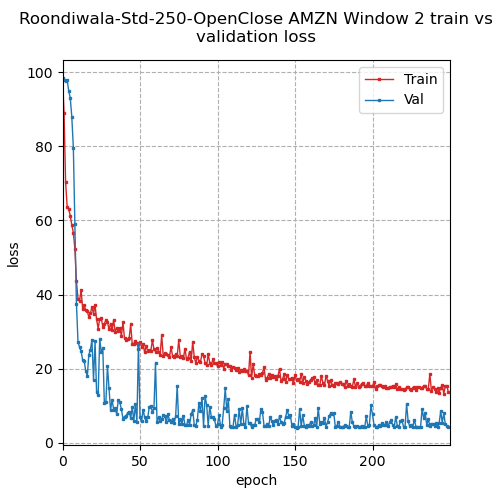 Roondiwala-Std-250-OpenClose AMZN Window 2 train vs
validation loss
100
80
60
40
20
0
loss
Train
Val
0 50 100 150 200
epoch